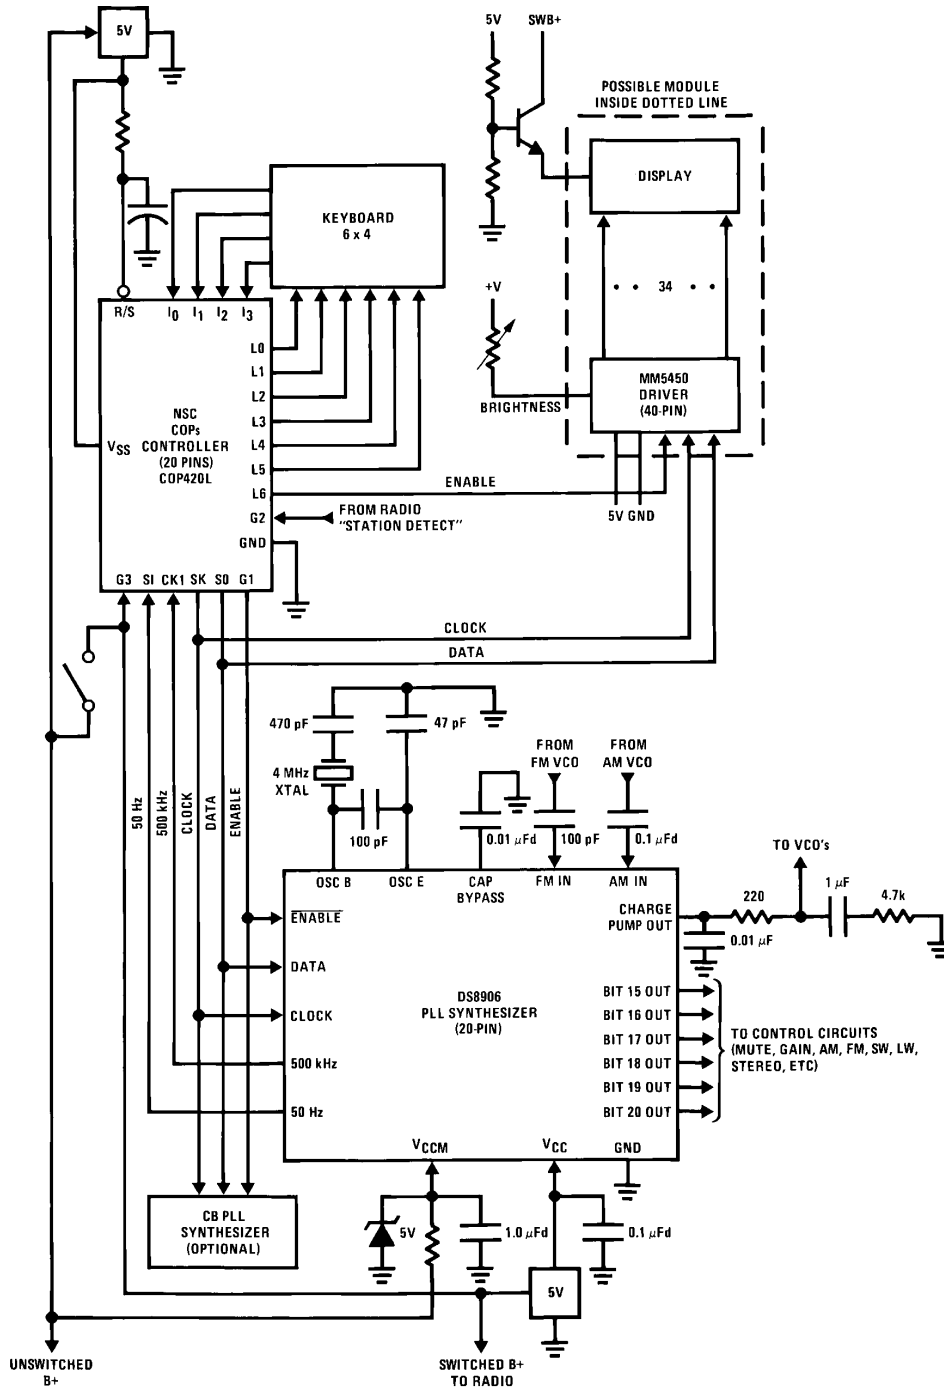 5V
5V
SWB+
POSSIBLE MODULE
INSIDE DOTTED LINE
DISPLAY
KEYBOARD
6 x 4
34
+V
R/S
I0
I1
I2
I3
L0
L1
L2
L3
L4
L5
L6
G2
GND
MM5450
DRIVER
(40-PIN)
BRIGHTNESS
NSC
COPs
CONTROLLER
(20 PINS)
COP420L
VSS
ENABLE
FROM RADIO
"STATION DETECT"
5V GND
G3
SI
CK1
SK
S0
G1
CLOCK
DATA
470 pF
47 pF
4 MHz
XTAL
100 pF
FROM
FM VCO
FROM
AM VCO
0.01 μFd
100 pF
0.1 μFd
50 Hz
500 kHz
CLOCK
DATA
ENABLE
TO VCO's
OSC B
OSC E
CAP
BYPASS
FM IN
AM IN
220
1 μF
4.7k
CHARGE
PUMP OUT
0.01 μF
ENABLE
DATA
CLOCK
500 kHz
50 Hz
DS8906
PLL SYNTHESIZER
(20-PIN)
BIT 15 OUT
BIT 16 OUT
BIT 17 OUT
BIT 18 OUT
BIT 19 OUT
BIT 20 OUT
TO CONTROL CIRCUITS
(MUTE, GAIN, AM, FM, SW, LW,
STEREO, ETC)
VCCM
VCC
GND
CB PLL
SYNTHESIZER
(OPTIONAL)
5V
1.0 μFd
0.1 μFd
5V
UNSWITCHED
B+
SWITCHED B+
TO RADIO